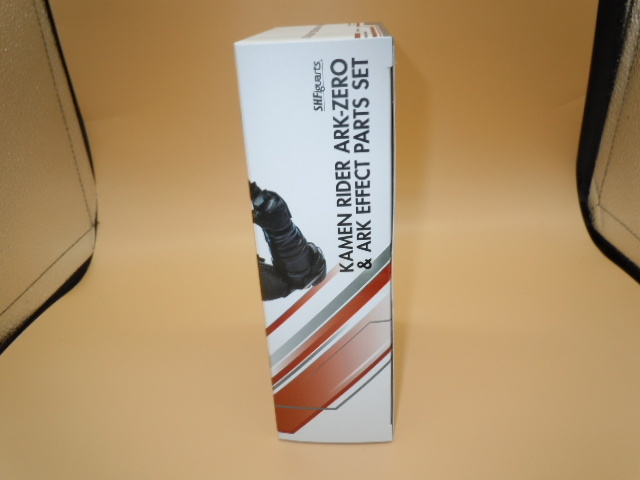 S.H.Figuarts
KAMEN RIDER ARK-ZERO
& ARK EFFECT PARTS SET